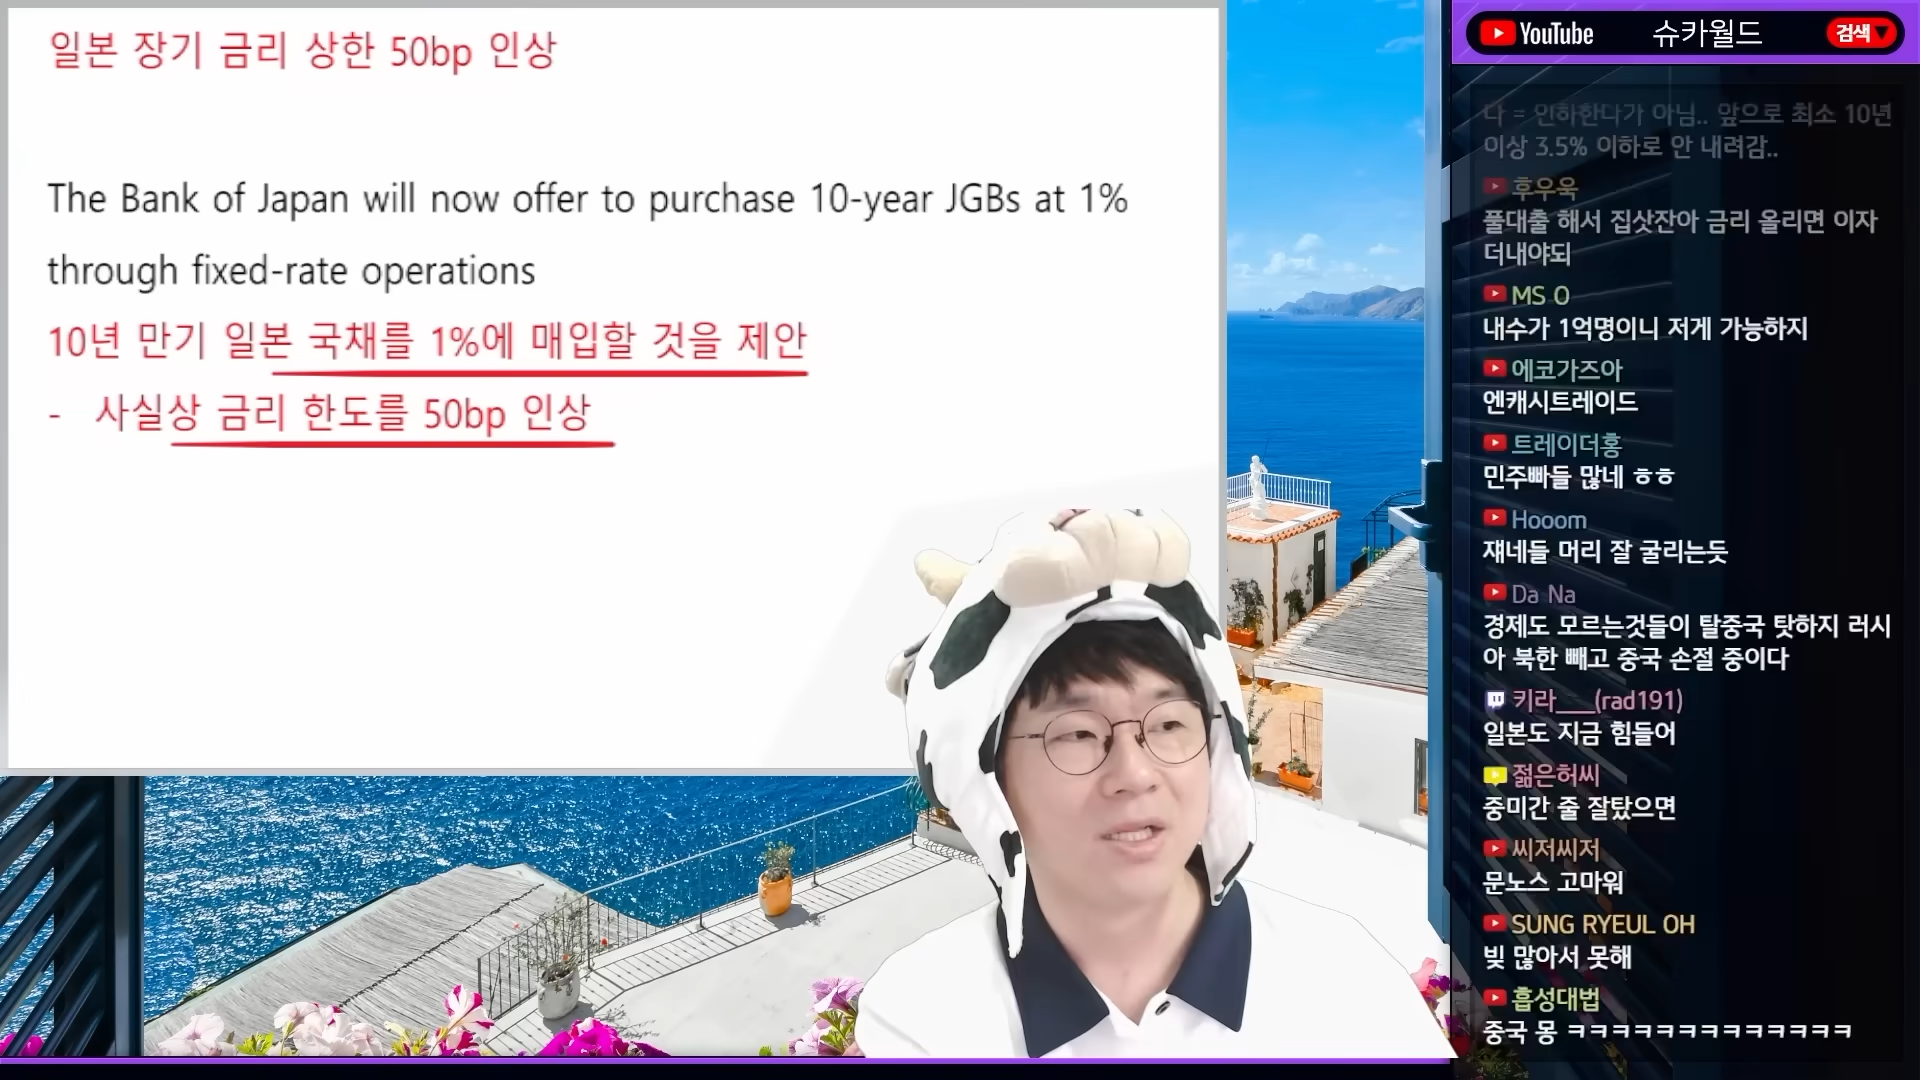 일본 장기 금리 상한 50bp 인상
The Bank of Japan will now offer to purchase 10-year JGBs at 1%
through fixed-rate operations
10년 만기 일본 국채를 1%에 매입할 것을 제안
- 사실상 금리 한도를 50bp 인상
YouTube 슈카월드 검색
다 = 인하한다가 아님.. 앞으로 최소 10년
이상 3.5% 이하로 안 내려감..
후우욱
풀대출 해서 집삿잔아 금리 올리면 이자
더내야되
MS O
내수가 1억명이니 저게 가능하지
에코가즈아
엔캐시트레이드
트레이더홍
민주빠들 많네 ㅎㅎ
Hooom
쟤네들 머리 잘 굴리는듯
Da Na
경제도 모르는것들이 탈중국 탓하지 러시
아 북한 빼고 중국 손절 중이다
키라___(rad191)
일본도 지금 힘들어
젊은허씨
중미간 줄 잘탔으면
씨저씨저
문노스 고마워
SUNG RYEUL OH
빚 많아서 못해
흡성대법
중국 몽 ㅋㅋㅋㅋㅋㅋㅋㅋㅋㅋㅋㅋㅋ